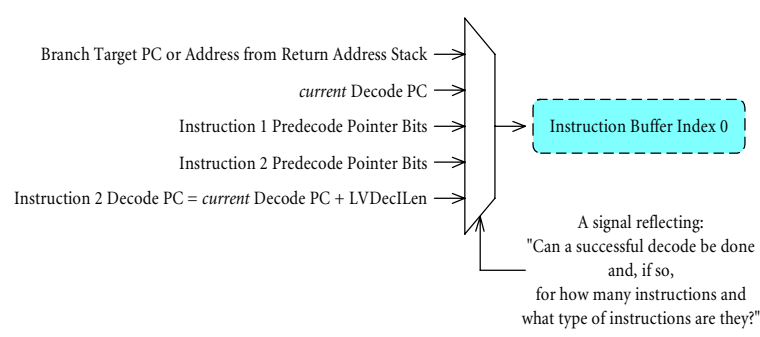 Branch Target PC or Address from Return Address Stack
current Decode PC
Instruction 1 Predecode Pointer Bits
Instruction 2 Predecode Pointer Bits
Instruction 2 Decode PC = current Decode PC + LVDecILen
Instruction Buffer Index 0
A signal reflecting:
"Can a successful decode be done
and, if so,
for how many instructions and
what type of instructions are they?"